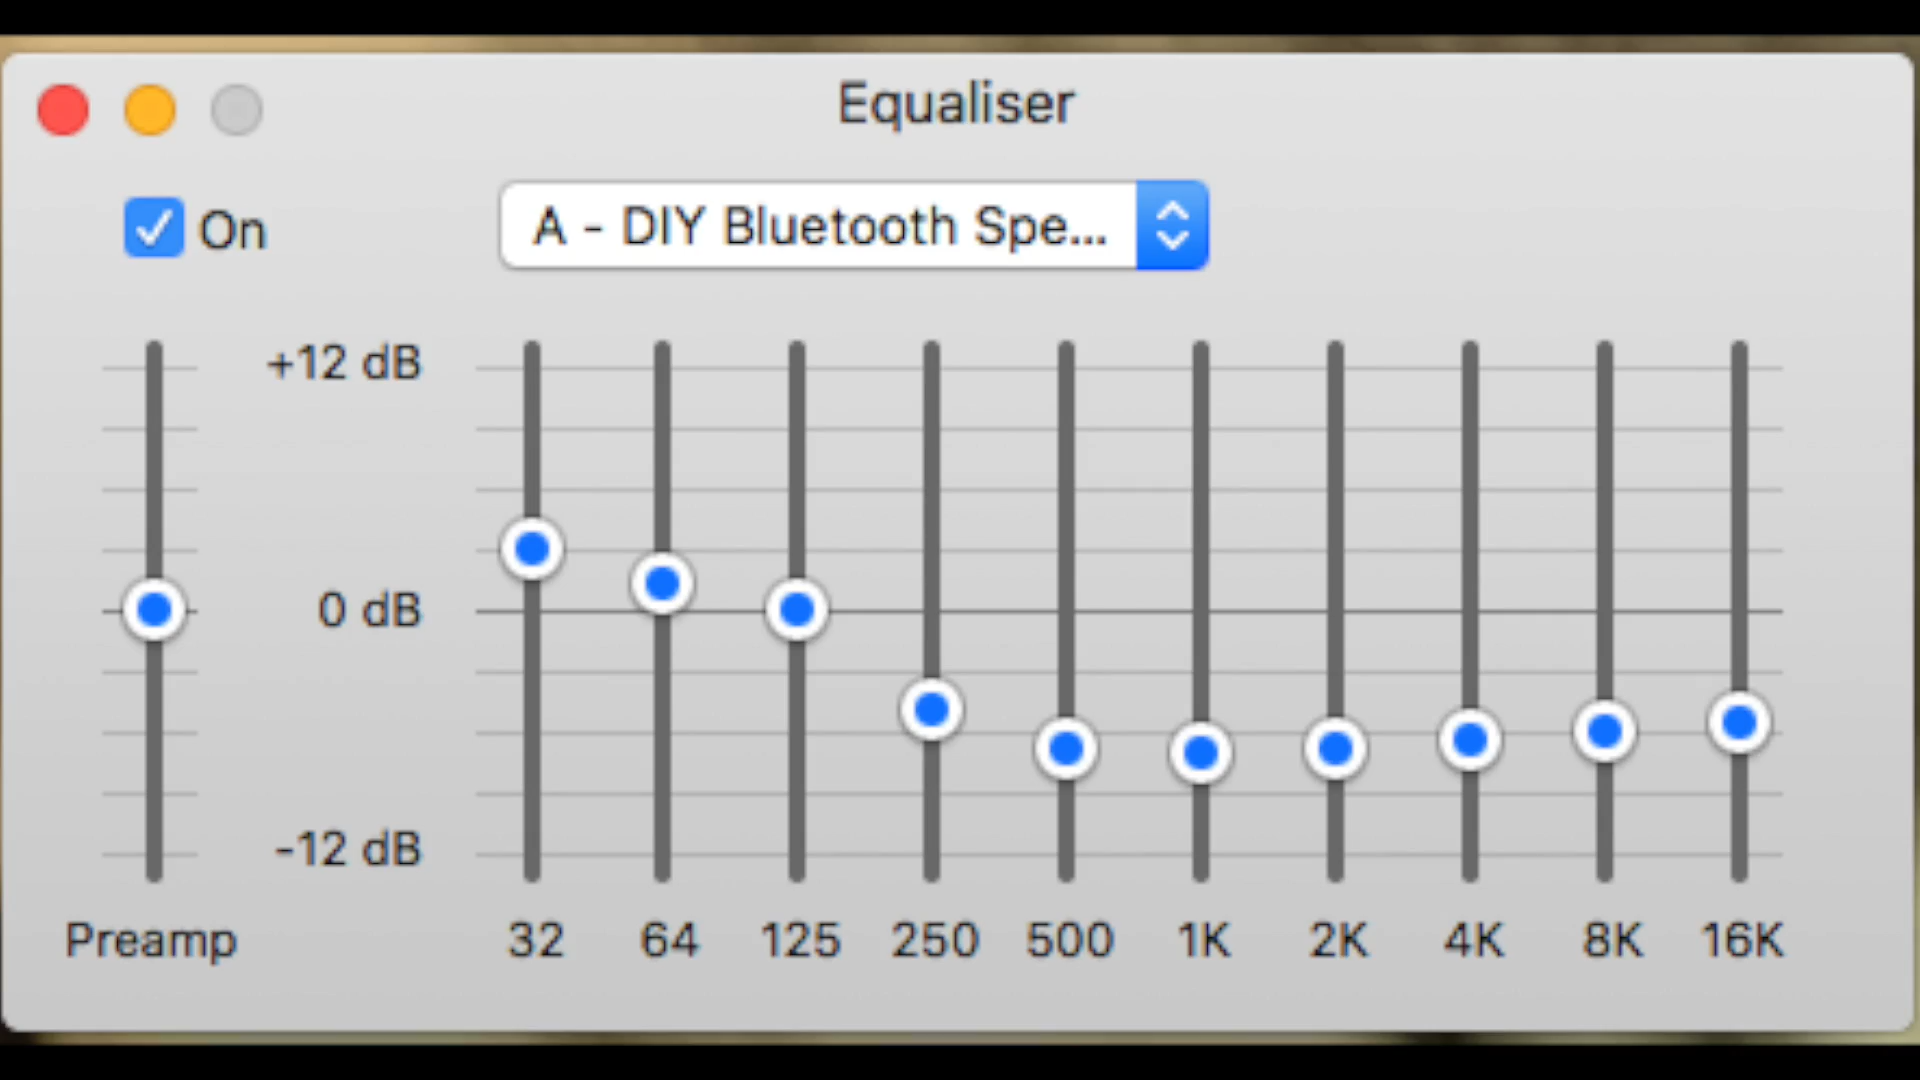 Equaliser
On
A - DIY Bluetooth Spe...
+12 dB
0 dB
-12 dB
Preamp 32 64 125 250 500 1K 2K 4K 8K 16K